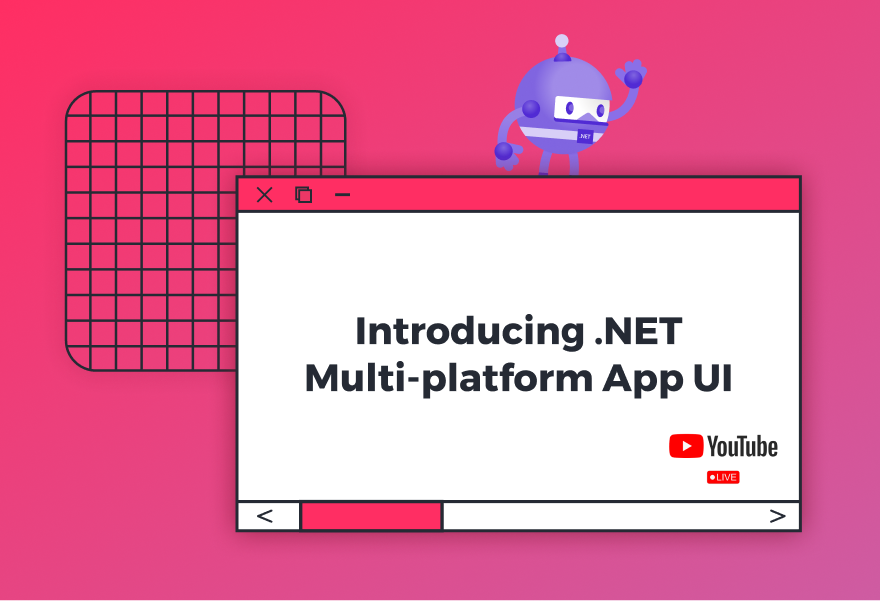 .NET
Introducing .NET
Multi-platform App UI
YouTube
LIVE
< >